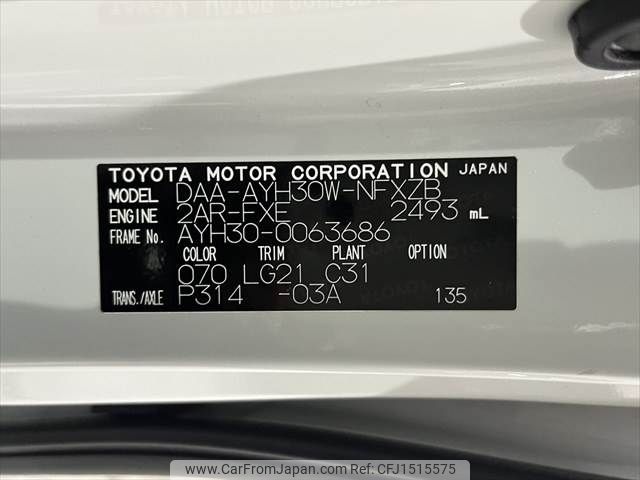 TOYOTA MOTOR CORPORATION JAPAN
MODEL DAA-AYH30W-NFXZB
ENGINE 2AR-FXE 2493 mL
FRAME No. AYH30-0063686
COLOR TRIM PLANT OPTION
070 LG21 C31
TRANS./AXLE P314 -03A 135
www.CarFromJapan.com | CFJ1515575